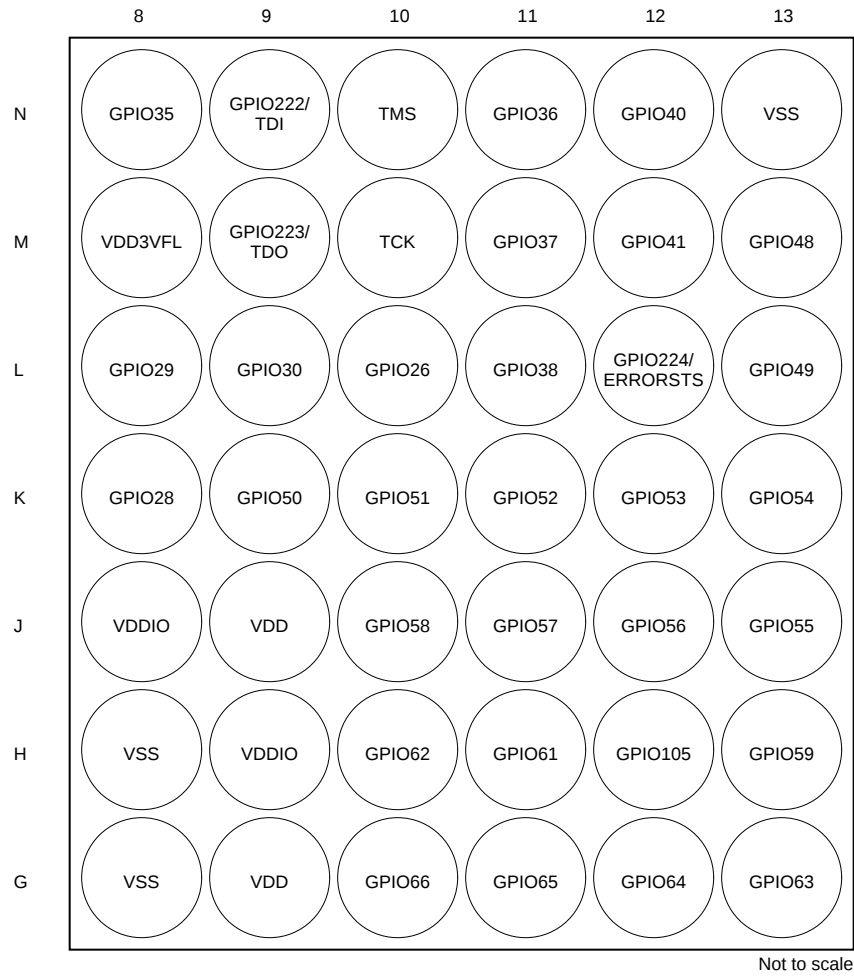 8 9 10 11 12 13
N GPIO35 GPIO222/ TMS GPIO36 GPIO40 VSS
TDI
M VDD3VFL GPIO223/ TCK GPIO37 GPIO41 GPIO48
TDO
L GPIO29 GPIO30 GPIO26 GPIO38 GPIO224/ GPIO49
ERRORSTS
K GPIO28 GPIO50 GPIO51 GPIO52 GPIO53 GPIO54
J VDDIO VDD GPIO58 GPIO57 GPIO56 GPIO55
H VSS VDDIO GPIO62 GPIO61 GPIO105 GPIO59
G VSS VDD GPIO66 GPIO65 GPIO64 GPIO63
Not to scale